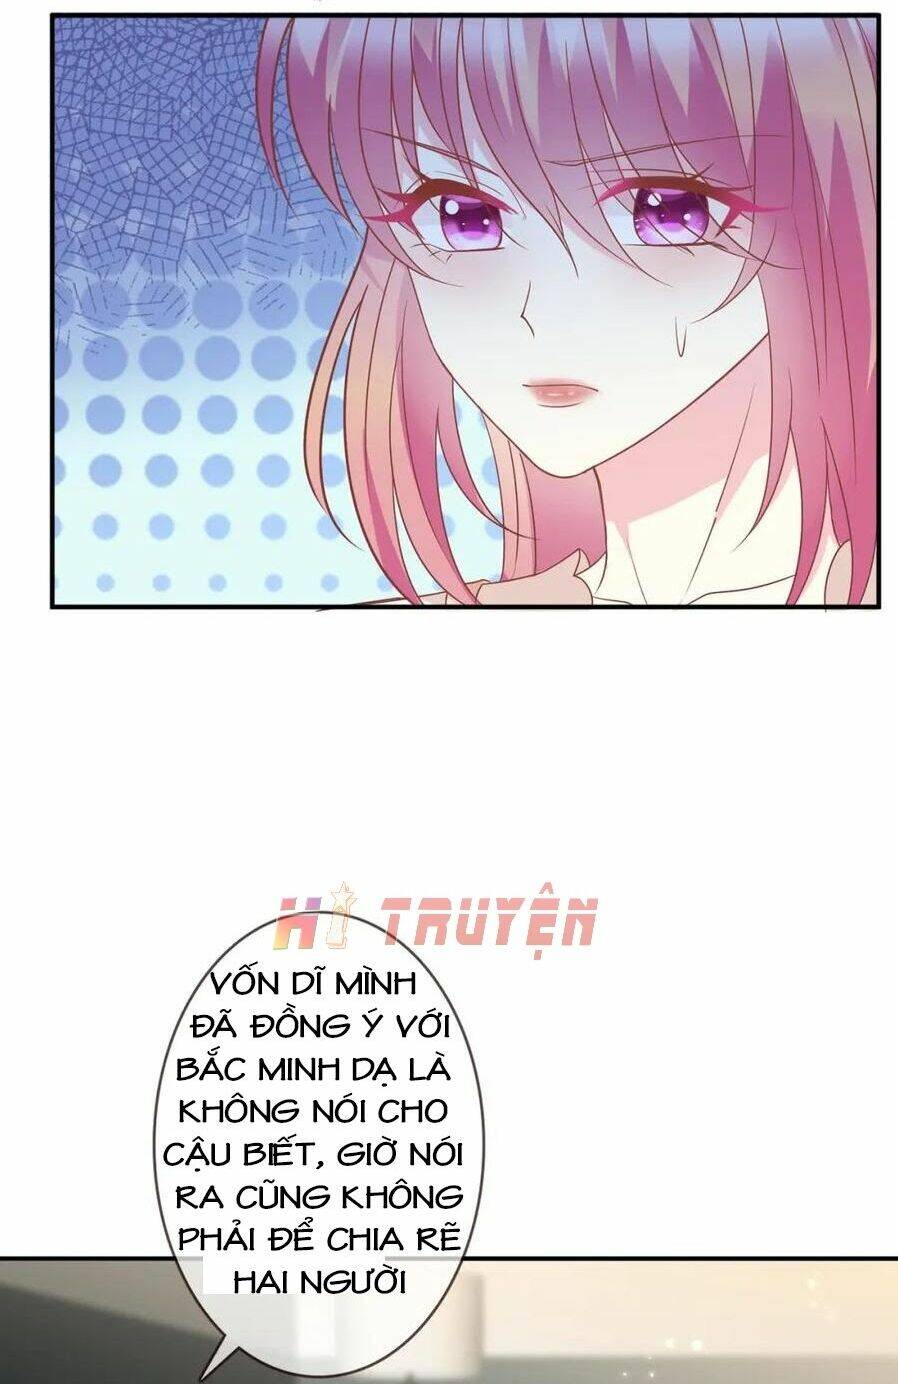 HI TRUYỆN
VỐN DĨ MÌNH
ĐÃ ĐỒNG Ý VỚI
BẮC MINH DẠ LÀ
KHÔNG NÓI CHO
CẬU BIẾT, GIỜ NÓI
RA CŨNG KHÔNG
PHẢI ĐỂ CHIA RẼ
HAI NGƯỜI